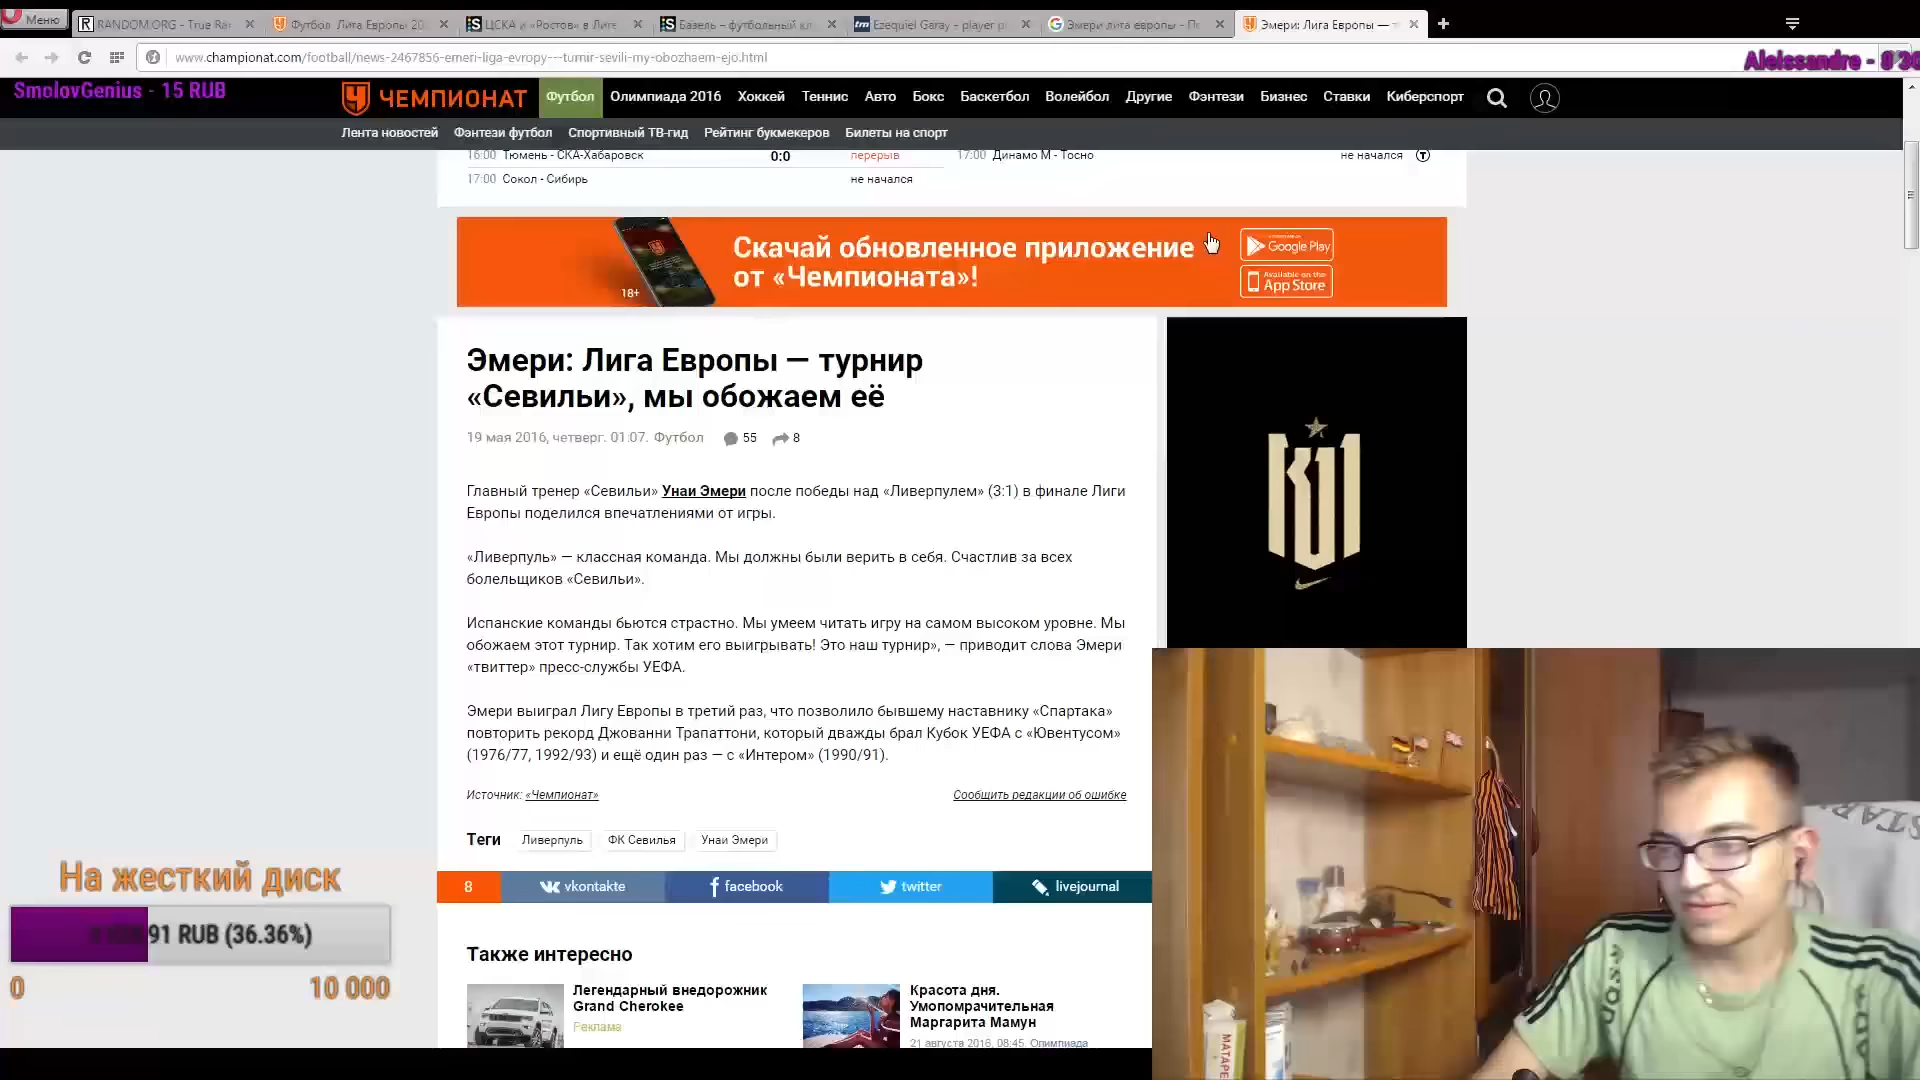 Меню
RANDOM.ORG - True Ran
Футбол. Лига Европы 20
ЦСКА и «Ростов» в Лиге
Базель – футбольный кл
Ezequiel Garay - player p
Эмери лига европы - По
Эмери: Лига Европы —
www.championat.com/football/news-2467856-emeri-liga-evropy---turnir-sevili-my-obozhaem-ejo.html
Aleissandre -
SmolovGenius - 15 RUB
ЧЕМПИОНАТ
Футбол Олимпиада 2016 Хоккей Теннис Авто Бокс Баскетбол Волейбол Другие Фэнтези Бизнес Ставки Киберспорт
Лента новостей Фэнтези футбол Спортивный ТВ-гид Рейтинг букмекеров Билеты на спорт
16:00 Тюмень - СКА-Хабаровск 0:0 перерыв 17:00 Динамо М - Тосно не начался
17:00 Сокол - Сибирь не начался
Скачай обновленное приложение
от «Чемпионата»!
18+
Google Play
Available on the
App Store
Эмери: Лига Европы — турнир
«Севильи», мы обожаем её
19 мая 2016, четверг. 01:07. Футбол 55 8
Главный тренер «Севильи» Унаи Эмери после победы над «Ливерпулем» (3:1) в финале Лиги
Европы поделился впечатлениями от игры.
«Ливерпуль» — классная команда. Мы должны были верить в себя. Счастлив за всех
болельщиков «Севильи».
Испанские команды бьются страстно. Мы умеем читать игру на самом высоком уровне. Мы
обожаем этот турнир. Так хотим его выигрывать! Это наш турнир», — приводит слова Эмери
«твиттер» пресс-службы УЕФА.
Эмери выиграл Лигу Европы в третий раз, что позволило бывшему наставнику «Спартака»
повторить рекорд Джованни Трапаттони, который дважды брал Кубок УЕФА с «Ювентусом»
(1976/77, 1992/93) и ещё один раз — с «Интером» (1990/91).
Источник: «Чемпионат»
Сообщить редакции об ошибке
Теги Ливерпуль ФК Севилья Унаи Эмери
8 vkontakte facebook twitter livejournal
Также интересно
Легендарный внедорожник
Grand Cherokee
Реклама
Красота дня.
Умопомрачительная
Маргарита Мамун
21 августа 2016, 08:45. Олимпиада
На жесткий диск
91 RUB (36.36%)
0 10 000